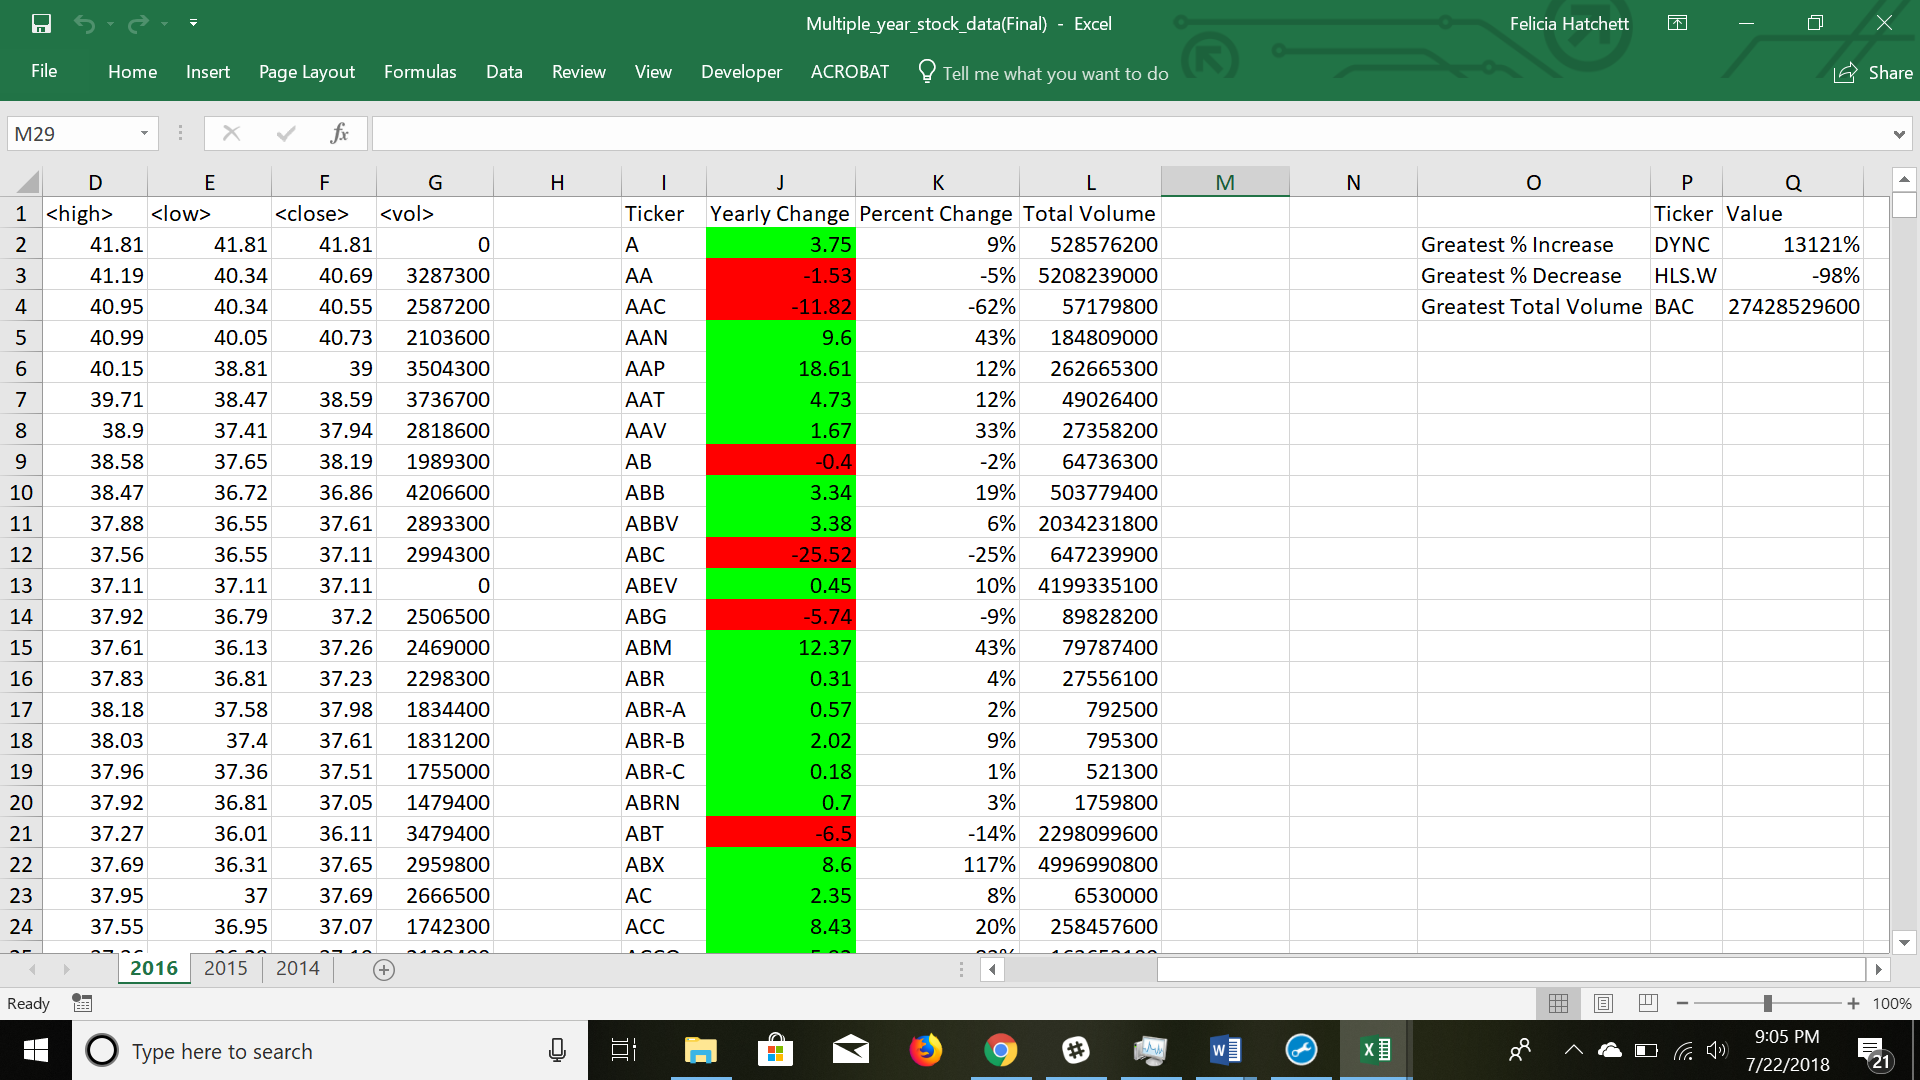 Multiple_year_stock_data(Final) - Excel
Felicia Hatchett
File Home Insert Page Layout Formulas Data Review View Developer ACROBAT Tell me what you want to do Share
M29 fx
D E F G H I J K L M N O P Q
1 <high> <low> <close> <vol> Ticker Yearly Change Percent Change Total Volume Ticker Value
2 41.81 41.81 41.81 0 A 3.75 9% 528576200 Greatest % Increase DYNC 13121%
3 41.19 40.34 40.69 3287300 AA -1.53 -5% 5208239000 Greatest % Decrease HLS.W -98%
4 40.95 40.34 40.55 2587200 AAC -11.82 -62% 57179800 Greatest Total Volume BAC 27428529600
5 40.99 40.05 40.73 2103600 AAN 9.6 43% 184809000
6 40.15 38.81 39 3504300 AAP 18.61 12% 262665300
7 39.71 38.47 38.59 3736700 AAT 4.73 12% 49026400
8 38.9 37.41 37.94 2818600 AAV 1.67 33% 27358200
9 38.58 37.65 38.19 1989300 AB -0.4 -2% 64736300
10 38.47 36.72 36.86 4206600 ABB 3.34 19% 503779400
11 37.88 36.55 37.61 2893300 ABBV 3.38 6% 2034231800
12 37.56 36.55 37.11 2994300 ABC -25.52 -25% 647239900
13 37.11 37.11 37.11 0 ABEV 0.45 10% 4199335100
14 37.92 36.79 37.2 2506500 ABG -5.74 -9% 89828200
15 37.61 36.13 37.26 2469000 ABM 12.37 43% 79787400
16 37.83 36.81 37.23 2298300 ABR 0.31 4% 27556100
17 38.18 37.58 37.98 1834400 ABR-A 0.57 2% 792500
18 38.03 37.4 37.61 1831200 ABR-B 2.02 9% 795300
19 37.96 37.36 37.51 1755000 ABR-C 0.18 1% 521300
20 37.92 36.81 37.05 1479400 ABRN 0.7 3% 1759800
21 37.27 36.01 36.11 3479400 ABT -6.5 -14% 2298099600
22 37.69 36.31 37.65 2959800 ABX 8.6 117% 4996990800
23 37.95 37 37.69 2666500 AC 2.35 8% 6530000
24 37.55 36.95 37.07 1742300 ACC 8.43 20% 258457600
2016 2015 2014
Ready 100%
Type here to search
9:05 PM
7/22/2018
21